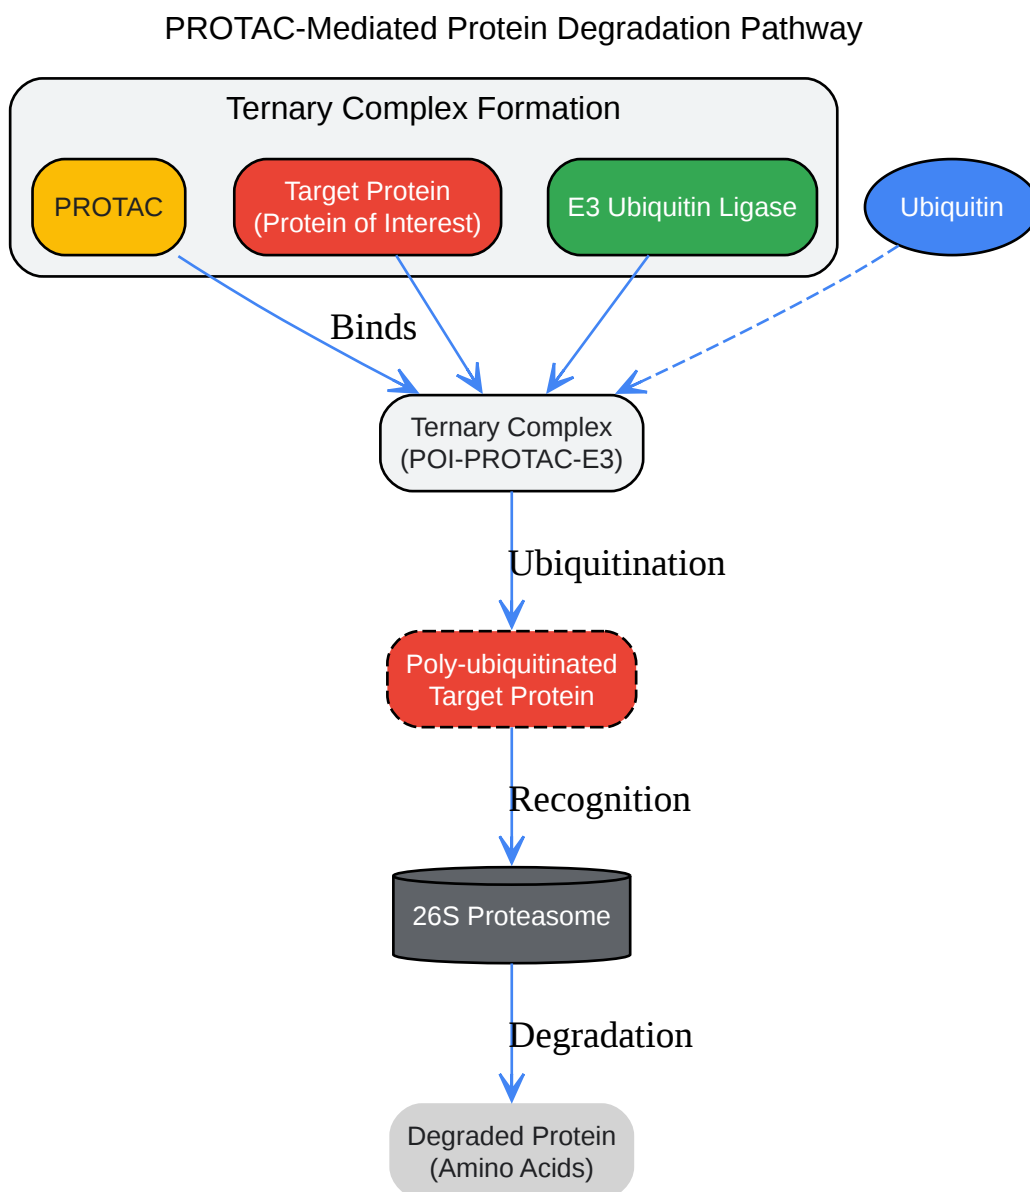 PROTAC-Mediated Protein Degradation Pathway
Ternary Complex Formation
PROTAC
Target Protein
(Protein of Interest)
E3 Ubiquitin Ligase
Ubiquitin
Binds
Ternary Complex
(POI-PROTAC-E3)
Ubiquitination
Poly-ubiquitinated
Target Protein
Recognition
26S Proteasome
Degradation
Degraded Protein
(Amino Acids)